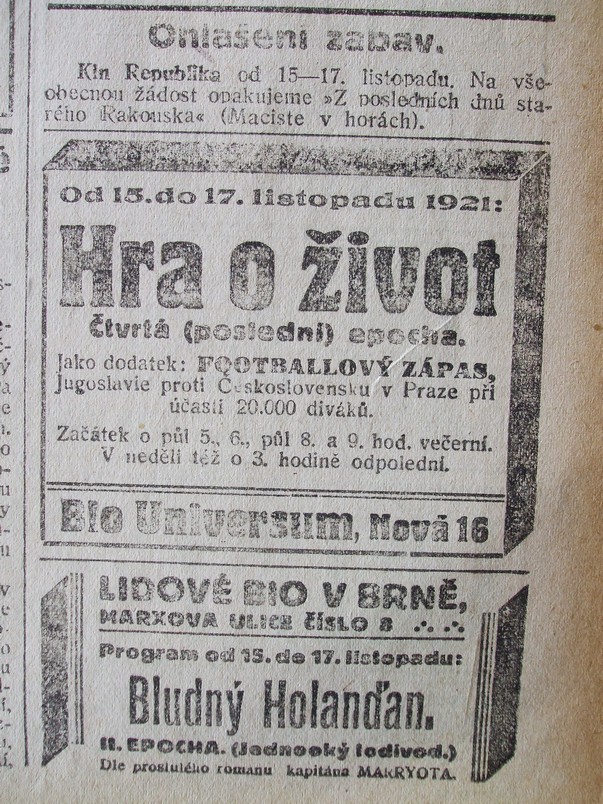 Ohlášení zábav.
Kin Republika od 15—17. listopadu. Na vše-
obecnou žádost opakujeme »Z posledních dnů sta-
rého Rakouska« (Maciste v horách).
Od 15. do 17. listopadu 1921:
Hra o život
čtvrtá (poslední) epocha.
Jako dodatek: FOOTBALLOVÝ ZÁPAS,
Jugoslavie proti Československu v Praze při
účasti 20.000 diváků.
Začátek o půl 5., 6., půl 8. a 9. hod. večerní.
V neděli též o 3. hodině odpolední.
Bio Universum, Nová 16
LIDOVÉ BIO V BRNĚ,
MARXOVA ULICE ČÍSLO 8
Program od 15. do 17. listopadu:
Bludný Holanďan.
II. EPOCHA. (Jednooký lodivod.)
Dle proslulého romanu kapitána MARRYOTA.